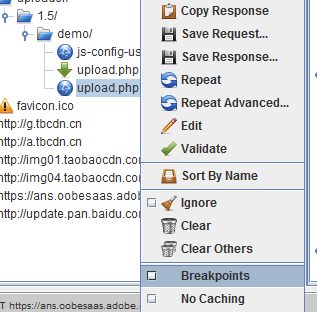 1.5/
demo/
js-config-us
upload.php
upload.php
favicon.ico
http://g.tbcdn.cn
http://a.tbcdn.cn
http://img01.taobaocdn.com
http://img04.taobaocdn.com
https://ans.oobesaas.adob
http://update.pan.baidu.com
T https://ans.oobesaas.adobe.
Copy Response
Save Request...
Save Response...
Repeat
Repeat Advanced...
Edit
Validate
Sort By Name
Ignore
Clear
Clear Others
Breakpoints
No Caching